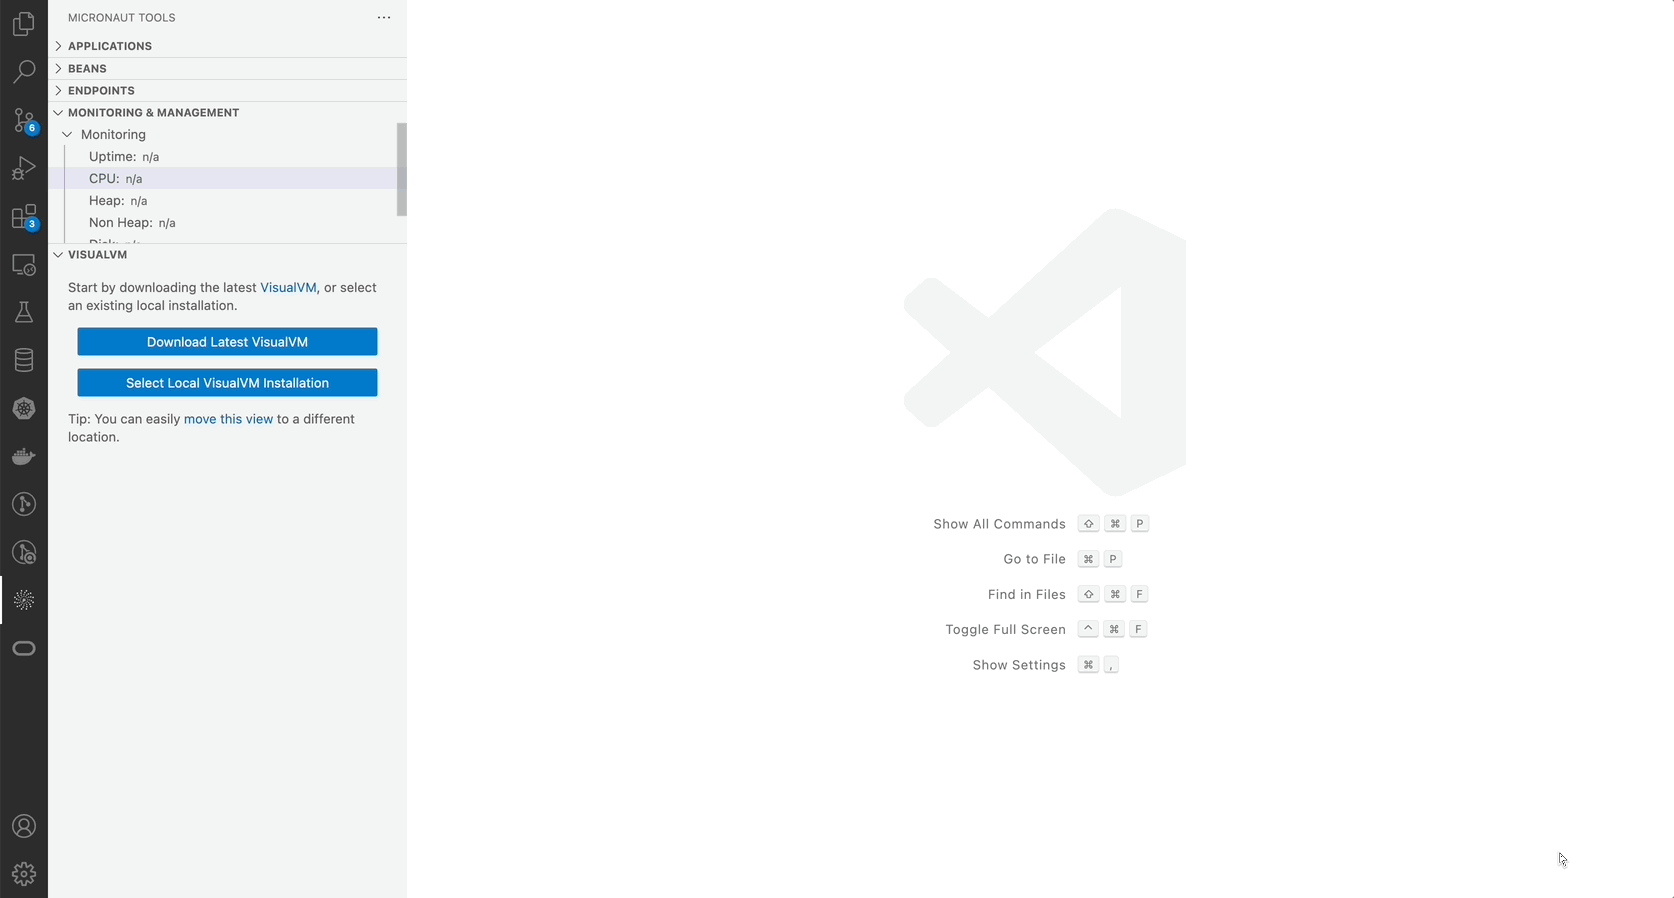 MICRONAUT TOOLS
APPLICATIONS
BEANS
ENDPOINTS
MONITORING & MANAGEMENT
Monitoring
Uptime: n/a
CPU: n/a
Heap: n/a
Non Heap: n/a
Disk: n/a
VISUALVM
Start by downloading the latest VisualVM, or select
an existing local installation.
Download Latest VisualVM
Select Local VisualVM Installation
Tip: You can easily move this view to a different
location.
6
3
Show All Commands ⇧ ⌘ P
Go to File ⌘ P
Find in Files ⇧ ⌘ F
Toggle Full Screen ^ ⌘ F
Show Settings ⌘ ,